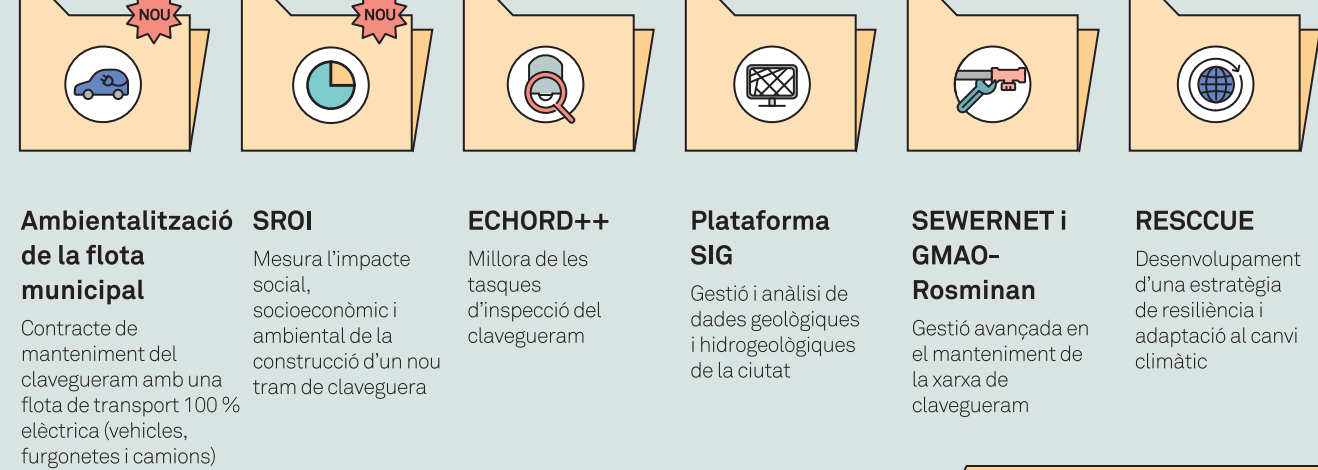 NOU
NOU
Ambientalització
de la flota
municipal
Contracte de
manteniment del
clavegueram amb una
flota de transport 100 %
elèctrica (vehicles,
furgonetes i camions)
SROI
Mesura l'impacte
social,
socioeconòmic i
ambiental de la
construcció d'un nou
tram de claveguera
ECHORD++
Millora de les
tasques
d'inspecció del
clavegueram
Plataforma
SIG
Gestió i anàlisi de
dades geològiques
i hidrogeològiques
de la ciutat
SEWERNET i
GMAO-
Rosminan
Gestió avançada en
el manteniment de
la xarxa de
clavegueram
RESCCUE
Desenvolupament
d'una estratègia
de resiliència i
adaptació al canvi
climàtic